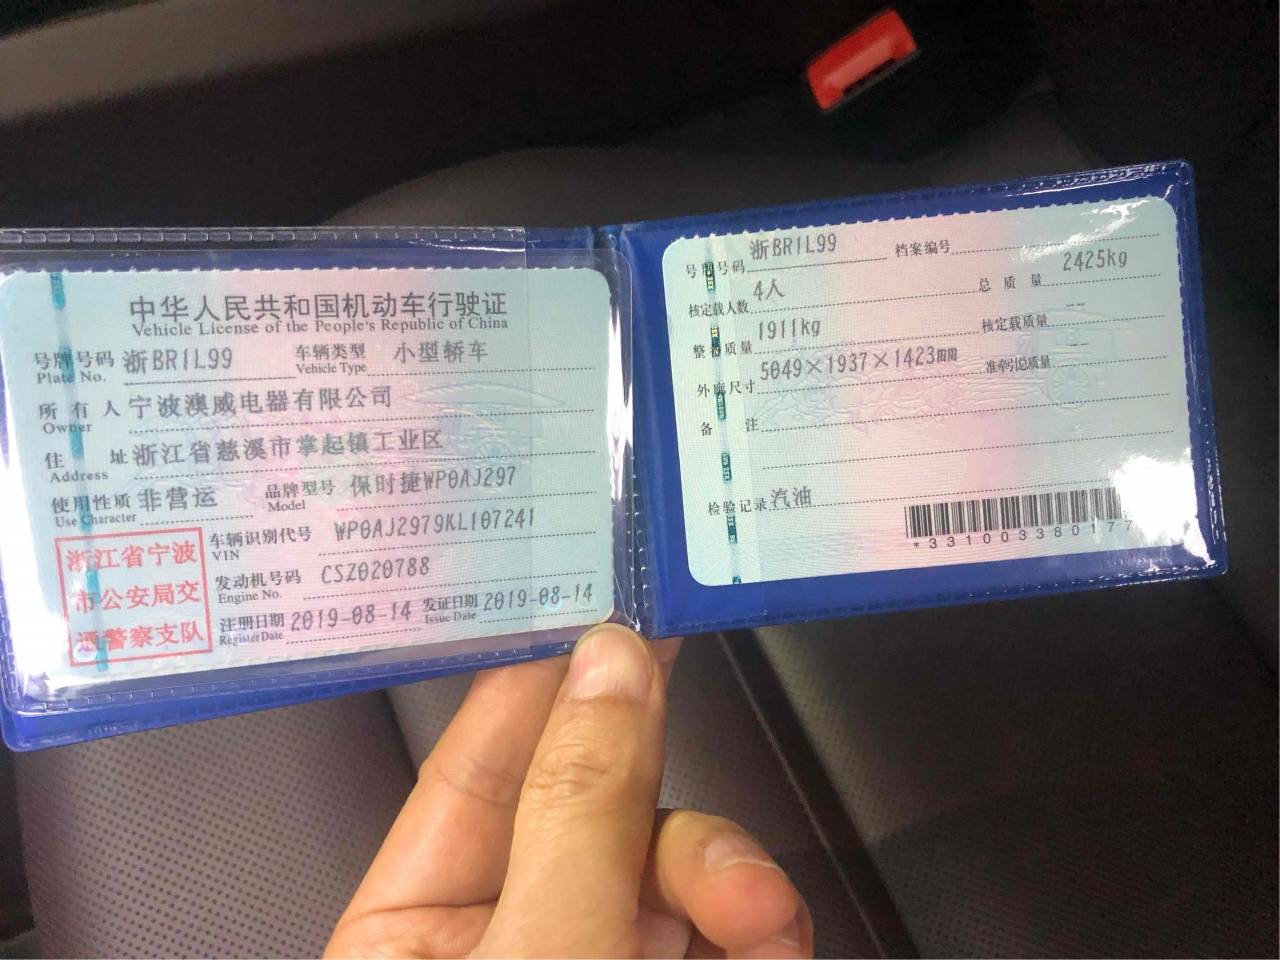 中华人民共和国机动车行驶证
Vehicle License of the People's Republic of China
号牌号码 浙BR1L99 车辆类型 小型轿车
Plate No. Vehicle Type
所有人 宁波澳威电器有限公司
Owner
住址 浙江省慈溪市掌起镇工业区
Address
使用性质 非营运 品牌型号 保时捷WP0AJ297
Use Character Model
浙江省宁波
市公安局交
通警察支队
车辆识别代号 WP0AJ2979KL107241
VIN
发动机号码 CSZ020788
Engine No.
注册日期 2019-08-14 发证日期 2019-08-14
Register Date Issue Date
号牌号码 浙BR1L99 档案编号
核定载人数 4人 总质量 2425kg
整备质量 1911kg 核定载质量 --
外廓尺寸 5049×1937×1423mm 准牵引总质量 --
备注
检验记录 汽油
*331003380177